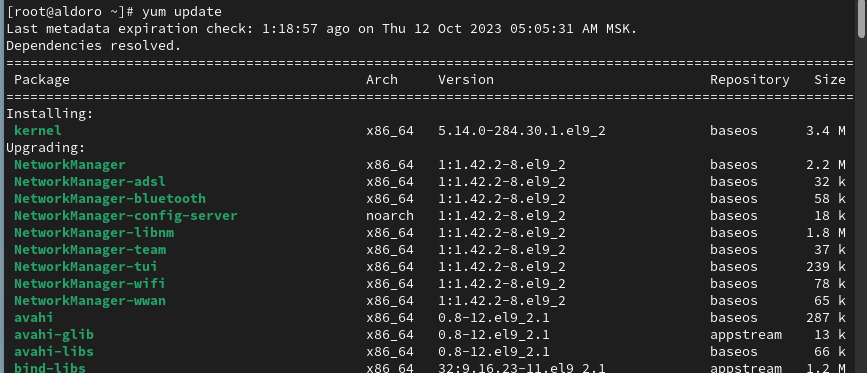 [root@aldoro ~]# yum update
Last metadata expiration check: 1:18:57 ago on Thu 12 Oct 2023 05:05:31 AM MSK.
Dependencies resolved.
================================================================================
Package Arch Version Repository Size
================================================================================
Installing:
kernel x86_64 5.14.0-284.30.1.el9_2 baseos 3.4 M
Upgrading:
NetworkManager x86_64 1:1.42.2-8.el9_2 baseos 2.2 M
NetworkManager-adsl x86_64 1:1.42.2-8.el9_2 baseos 32 k
NetworkManager-bluetooth x86_64 1:1.42.2-8.el9_2 baseos 58 k
NetworkManager-config-server noarch 1:1.42.2-8.el9_2 baseos 18 k
NetworkManager-libnm x86_64 1:1.42.2-8.el9_2 baseos 1.8 M
NetworkManager-team x86_64 1:1.42.2-8.el9_2 baseos 37 k
NetworkManager-tui x86_64 1:1.42.2-8.el9_2 baseos 239 k
NetworkManager-wifi x86_64 1:1.42.2-8.el9_2 baseos 78 k
NetworkManager-wwan x86_64 1:1.42.2-8.el9_2 baseos 65 k
avahi x86_64 0.8-12.el9_2.1 baseos 287 k
avahi-glib x86_64 0.8-12.el9_2.1 appstream 13 k
avahi-libs x86_64 0.8-12.el9_2.1 baseos 66 k
bind-libs x86_64 32:9.16.23-11.el9_2.1 appstream 1.2 M